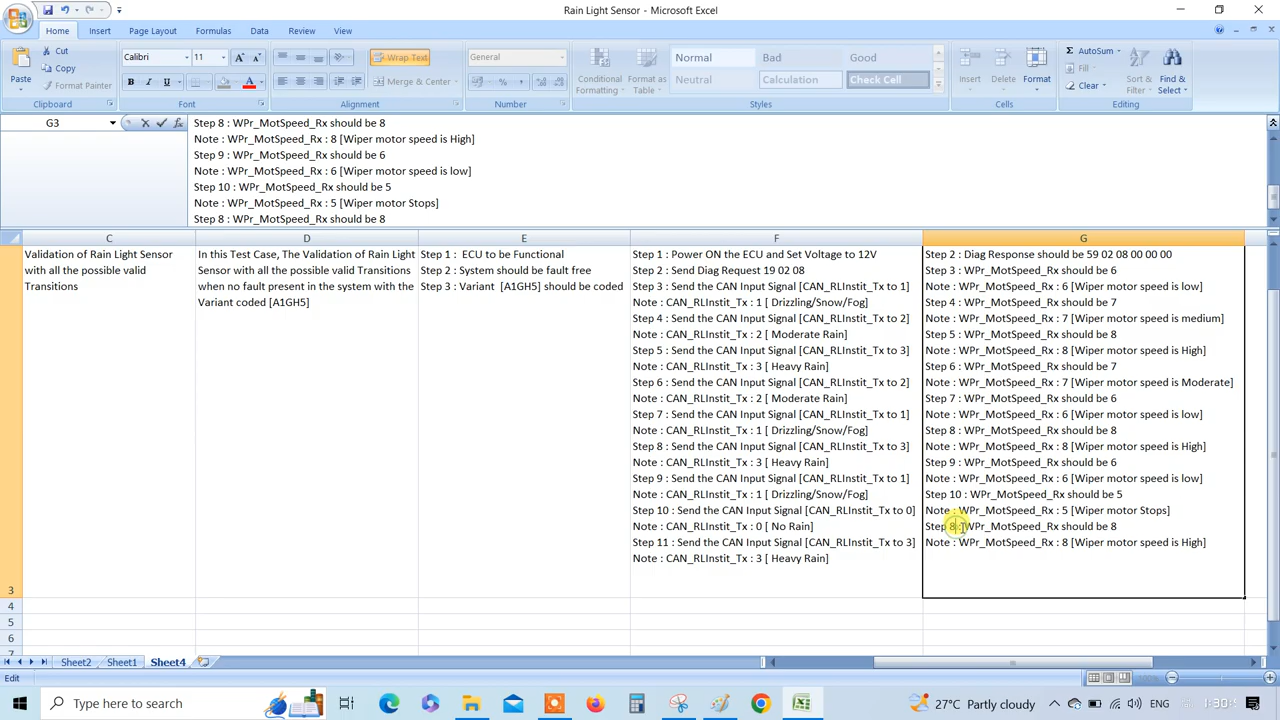 Rain Light Sensor - Microsoft Excel
Home Insert Page Layout Formulas Data Review View
Paste Cut Copy Format Painter Clipboard
Calibri 11 B I U A Font
Wrap Text Merge & Center Alignment
General % , Number
Conditional Formatting Format as Table Normal Bad Good Neutral Calculation Check Cell Styles
Insert Delete Format Cells
AutoSum Fill Clear Sort & Filter Find & Select Editing
G3
Step 8 : WPr_MotSpeed_Rx should be 8
Note : WPr_MotSpeed_Rx : 8 [Wiper motor speed is High]
Step 9 : WPr_MotSpeed_Rx should be 6
Note : WPr_MotSpeed_Rx : 6 [Wiper motor speed is low]
Step 10 : WPr_MotSpeed_Rx should be 5
Note : WPr_MotSpeed_Rx : 5 [Wiper motor Stops]
Step 8 : WPr_MotSpeed_Rx should be 8
C D E F G
Validation of Rain Light Sensor
with all the possible valid
Transitions
In this Test Case, The Validation of Rain Light
Sensor with all the possible valid Transitions
when no fault present in the system with the
Variant coded [A1GH5]
Step 1 : ECU to be Functional
Step 2 : System should be fault free
Step 3 : Variant [A1GH5] should be coded
Step 1 : Power ON the ECU and Set Voltage to 12V
Step 2 : Send Diag Request 19 02 08
Step 3 : Send the CAN Input Signal [CAN_RLInstit_Tx to 1]
Note : CAN_RLInstit_Tx : 1 [ Drizzling/Snow/Fog]
Step 4 : Send the CAN Input Signal [CAN_RLInstit_Tx to 2]
Note : CAN_RLInstit_Tx : 2 [ Moderate Rain]
Step 5 : Send the CAN Input Signal [CAN_RLInstit_Tx to 3]
Note : CAN_RLInstit_Tx : 3 [ Heavy Rain]
Step 6 : Send the CAN Input Signal [CAN_RLInstit_Tx to 2]
Note : CAN_RLInstit_Tx : 2 [ Moderate Rain]
Step 7 : Send the CAN Input Signal [CAN_RLInstit_Tx to 1]
Note : CAN_RLInstit_Tx : 1 [ Drizzling/Snow/Fog]
Step 8 : Send the CAN Input Signal [CAN_RLInstit_Tx to 3]
Note : CAN_RLInstit_Tx : 3 [ Heavy Rain]
Step 9 : Send the CAN Input Signal [CAN_RLInstit_Tx to 1]
Note : CAN_RLInstit_Tx : 1 [ Drizzling/Snow/Fog]
Step 10 : Send the CAN Input Signal [CAN_RLInstit_Tx to 0]
Note : CAN_RLInstit_Tx : 0 [ No Rain]
Step 11 : Send the CAN Input Signal [CAN_RLInstit_Tx to 3]
Note : CAN_RLInstit_Tx : 3 [ Heavy Rain]
Step 2 : Diag Response should be 59 02 08 00 00 00
Step 3 : WPr_MotSpeed_Rx should be 6
Note : WPr_MotSpeed_Rx : 6 [Wiper motor speed is low]
Step 4 : WPr_MotSpeed_Rx should be 7
Note : WPr_MotSpeed_Rx : 7 [Wiper motor speed is medium]
Step 5 : WPr_MotSpeed_Rx should be 8
Note : WPr_MotSpeed_Rx : 8 [Wiper motor speed is High]
Step 6 : WPr_MotSpeed_Rx should be 7
Note : WPr_MotSpeed_Rx : 7 [Wiper motor speed is Moderate]
Step 7 : WPr_MotSpeed_Rx should be 6
Note : WPr_MotSpeed_Rx : 6 [Wiper motor speed is low]
Step 8 : WPr_MotSpeed_Rx should be 8
Note : WPr_MotSpeed_Rx : 8 [Wiper motor speed is High]
Step 9 : WPr_MotSpeed_Rx should be 6
Note : WPr_MotSpeed_Rx : 6 [Wiper motor speed is low]
Step 10 : WPr_MotSpeed_Rx should be 5
Note : WPr_MotSpeed_Rx : 5 [Wiper motor Stops]
Step 8 : WPr_MotSpeed_Rx should be 8
Note : WPr_MotSpeed_Rx : 8 [Wiper motor speed is High]
3
4
5
6
7
Sheet2 Sheet1 Sheet4
Edit
Type here to search
27°C Partly cloudy ENG